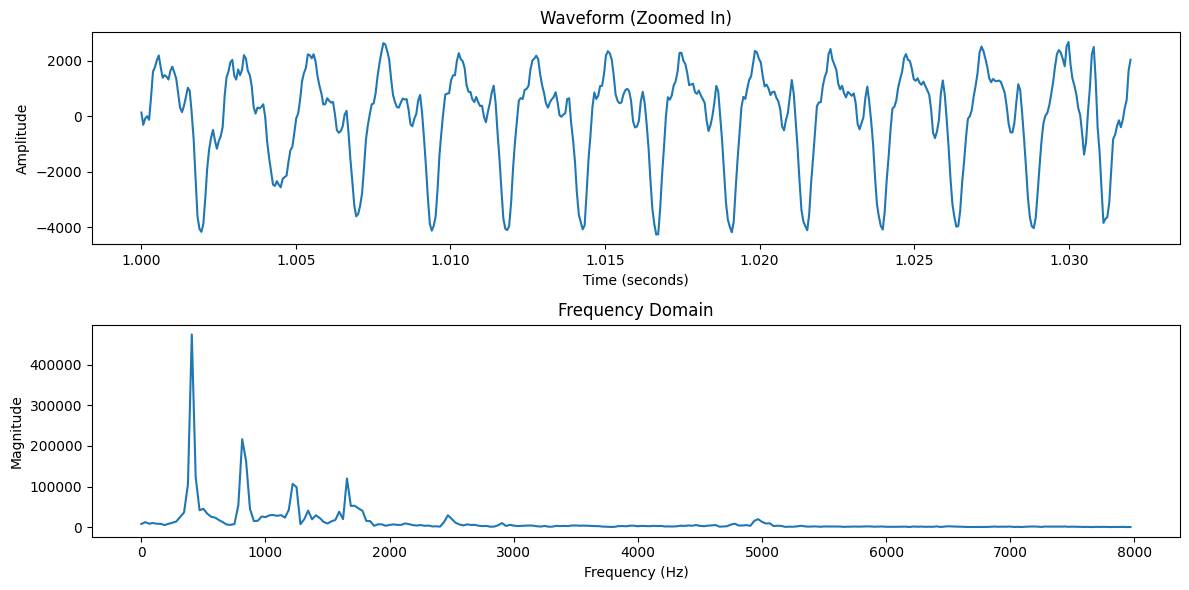 Waveform (Zoomed In)
2000
0
−2000
−4000
Amplitude
1.000 1.005 1.010 1.015 1.020 1.025 1.030
Time (seconds)
Frequency Domain
400000
300000
200000
100000
0
Magnitude
0 1000 2000 3000 4000 5000 6000 7000 8000
Frequency (Hz)